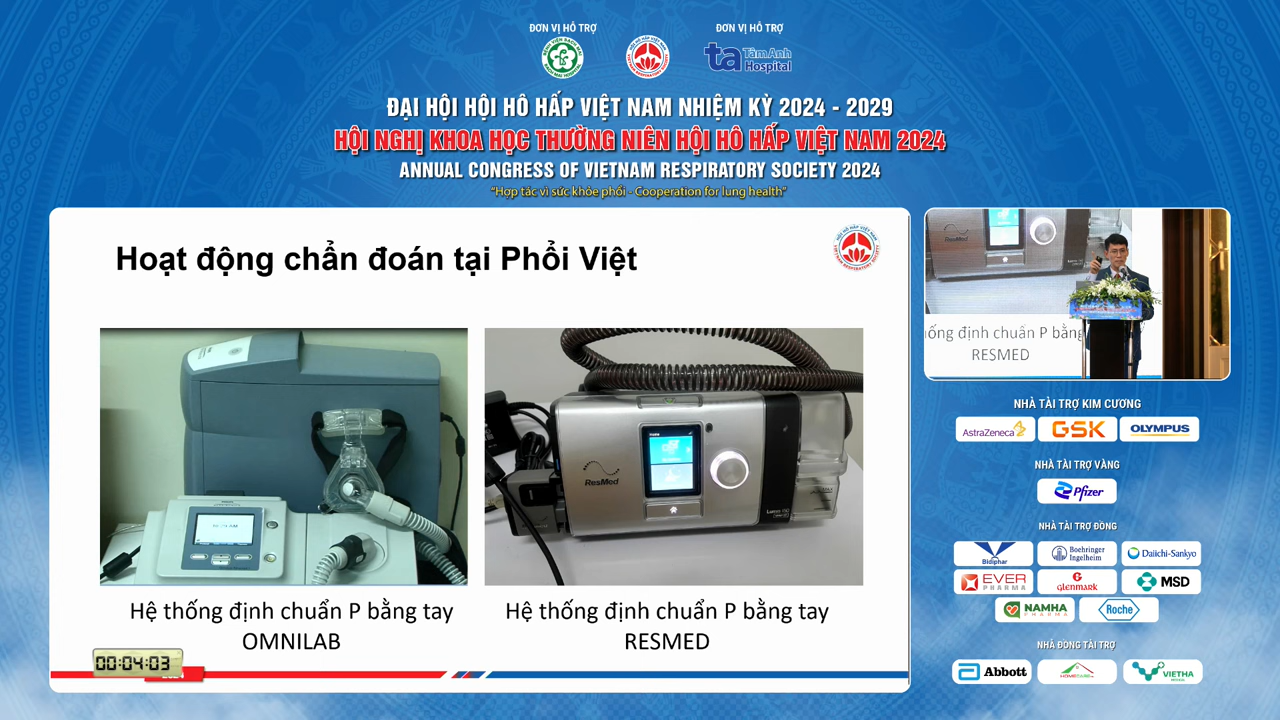 ĐƠN VỊ HỖ TRỢ
ĐƠN VỊ HỖ TRỢ
ta TâmAnh
Hospital
ĐẠI HỘI HỘI HÔ HẤP VIỆT NAM NHIỆM KỲ 2024 - 2029
HỘI NGHỊ KHOA HỌC THƯỜNG NIÊN HỘI HÔ HẤP VIỆT NAM 2024
ANNUAL CONGRESS OF VIETNAM RESPIRATORY SOCIETY 2024
"Hợp tác vì sức khỏe phổi - Cooperation for lung health"
Hoạt động chẩn đoán tại Phổi Việt
ResMed
Hệ thống định chuẩn P bằng tay
OMNILAB
Hệ thống định chuẩn P bằng tay
RESMED
00:04:03
ResMed
ống định chuẩn P bằng
RESMED
NHÀ TÀI TRỢ KIM CƯƠNG
AstraZeneca
GSK
OLYMPUS
NHÀ TÀI TRỢ VÀNG
Pfizer
NHÀ TÀI TRỢ ĐỒNG
Bidiphar
Boehringer
Ingelheim
Daiichi-Sankyo
EVER
PHARMA
GLENMARK
MSD
NAMHA
PHARMA
Roche
NHÀ ĐỒNG TÀI TRỢ
Abbott
HOMECARE
VIETHA